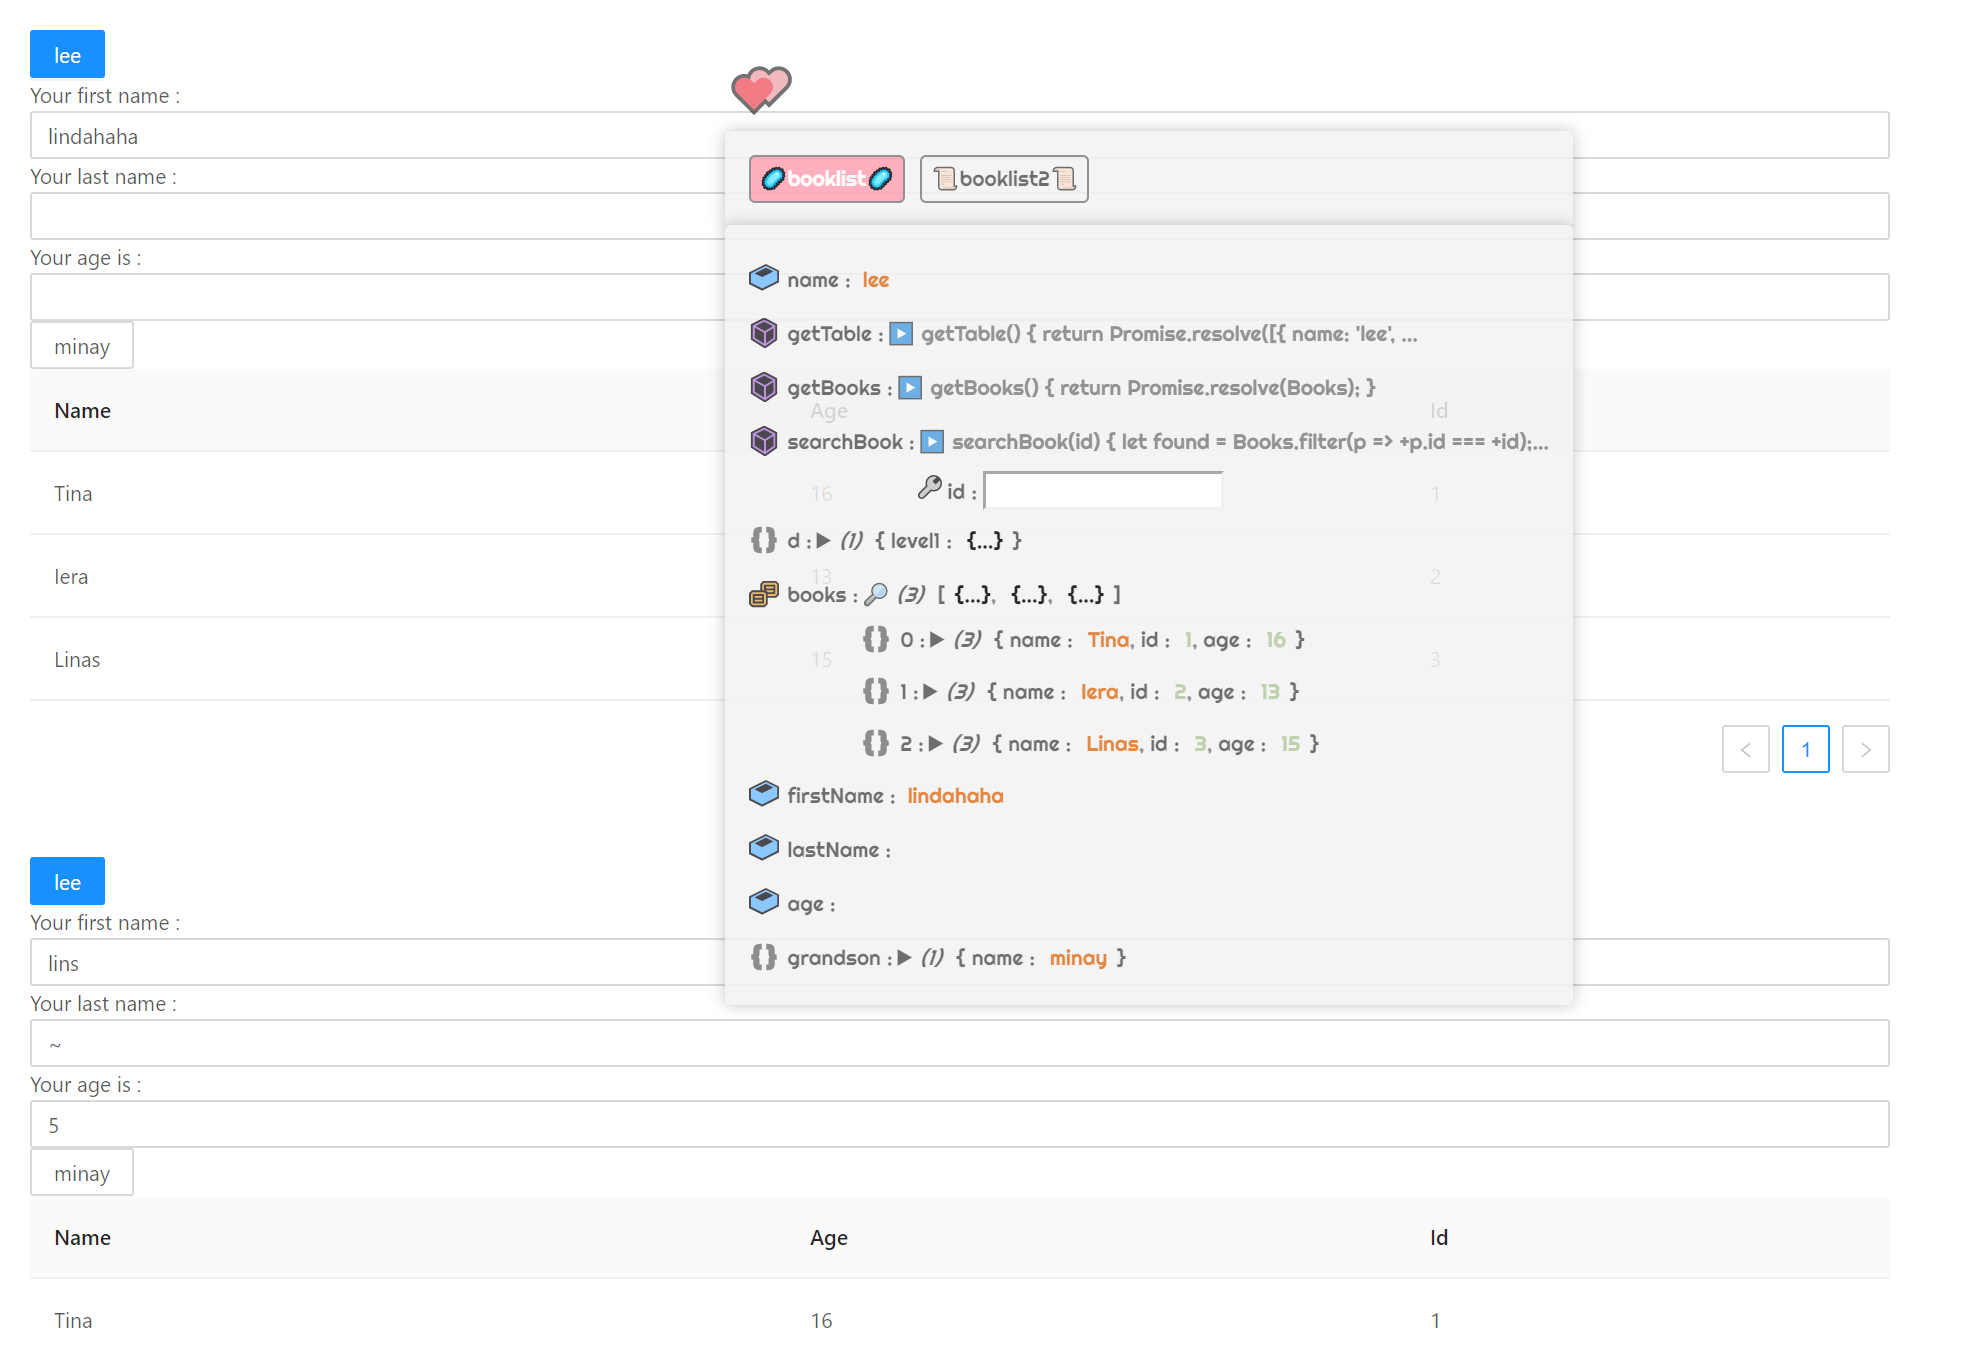 lee
Your first name :
lindahaha
Your last name :
Your age is :
minay
Name Age Id
Tina 16 1
lera 13 2
Linas 15 3
< 1 >
booklist booklist2
name : lee
getTable : getTable() { return Promise.resolve([{ name: 'lee', ...
getBooks : getBooks() { return Promise.resolve(Books); }
searchBook : searchBook(id) { let found = Books.filter(p => +p.id === +id);...
id :
d : (1) { level1 : {...} }
books : (3) [ {...}, {...}, {...} ]
0 : (3) { name : Tina, id : 1, age : 16 }
1 : (3) { name : lera, id : 2, age : 13 }
2 : (3) { name : Linas, id : 3, age : 15 }
firstName : lindahaha
lastName :
age :
grandson : (1) { name : minay }
lee
Your first name :
lins
Your last name :
~
Your age is :
5
minay
Name Age Id
Tina 16 1